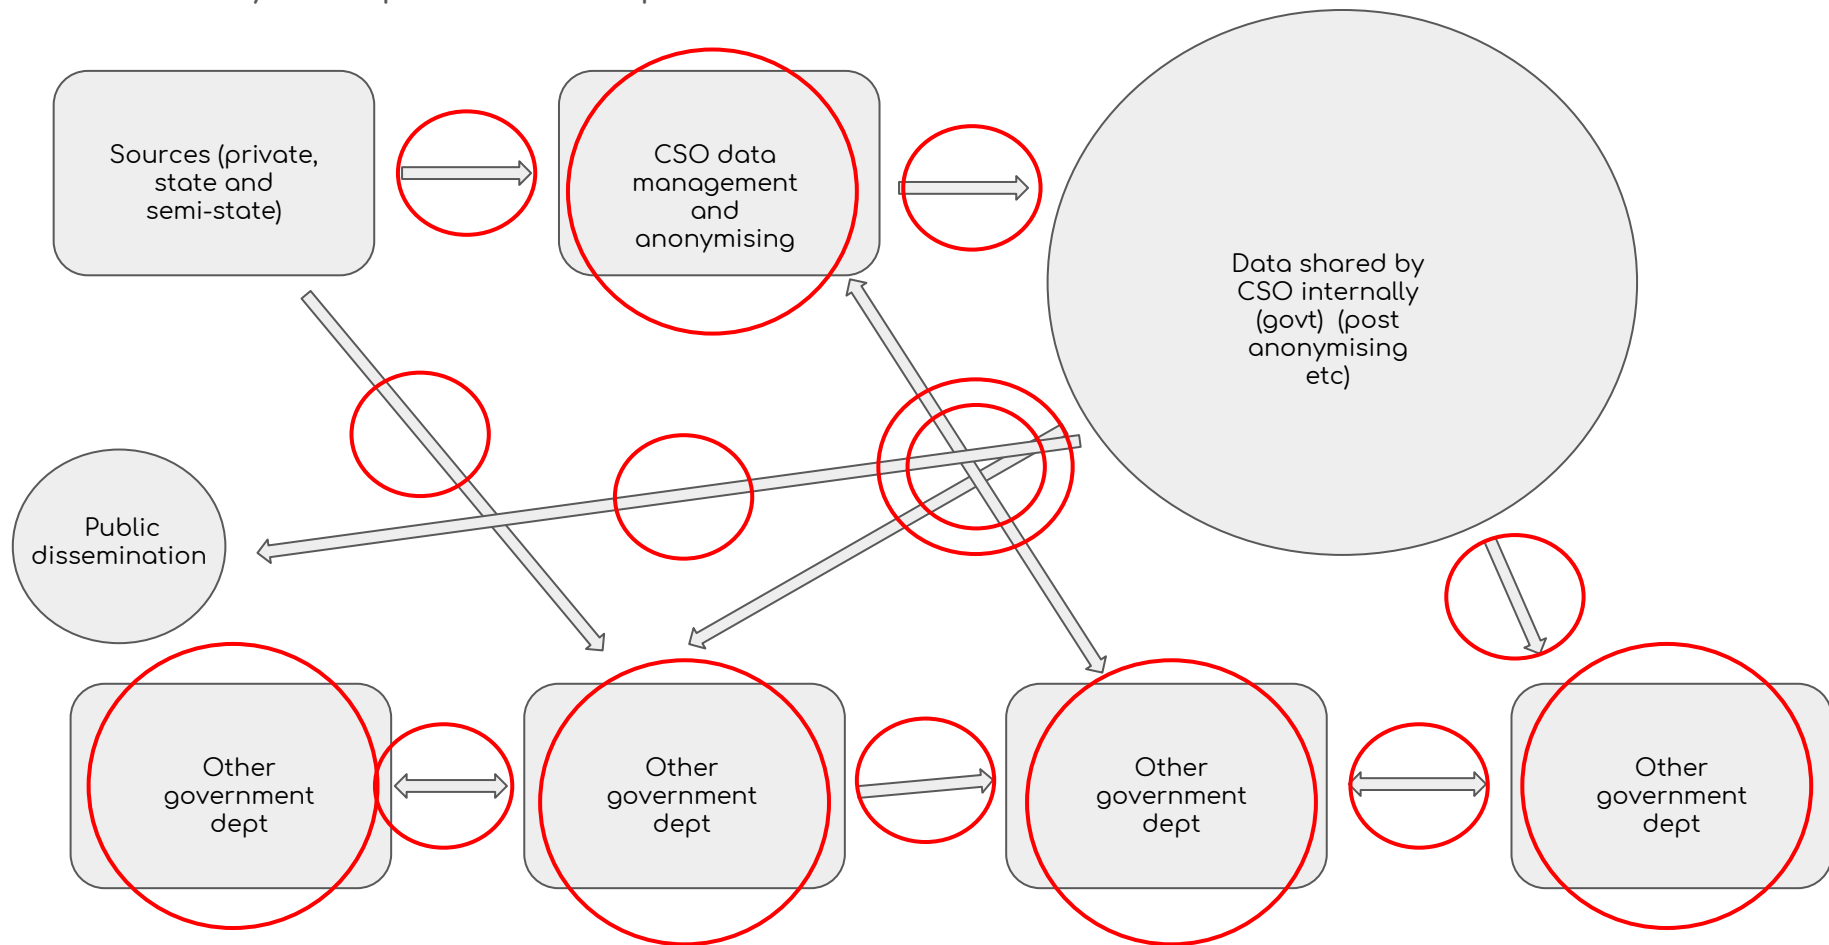 Sources (private,
state and
semi-state)
CSO data
management
and
anonymising
Data shared by
CSO internally
(govt)  (post
anonymising
etc)
Public
dissemination
Other
government
dept
Other
government
dept
Other
government
dept
Other
government
dept